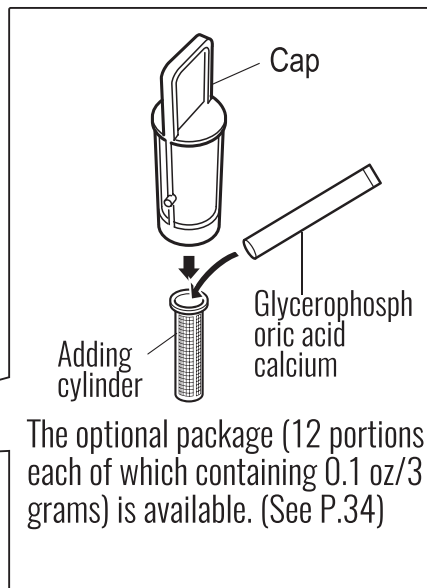 Cap
Glycerophosph
oric acid
calcium
Adding
cylinder
The optional package (12 portions
each of which containing 0.1 oz/3
grams) is available. (See P.34)